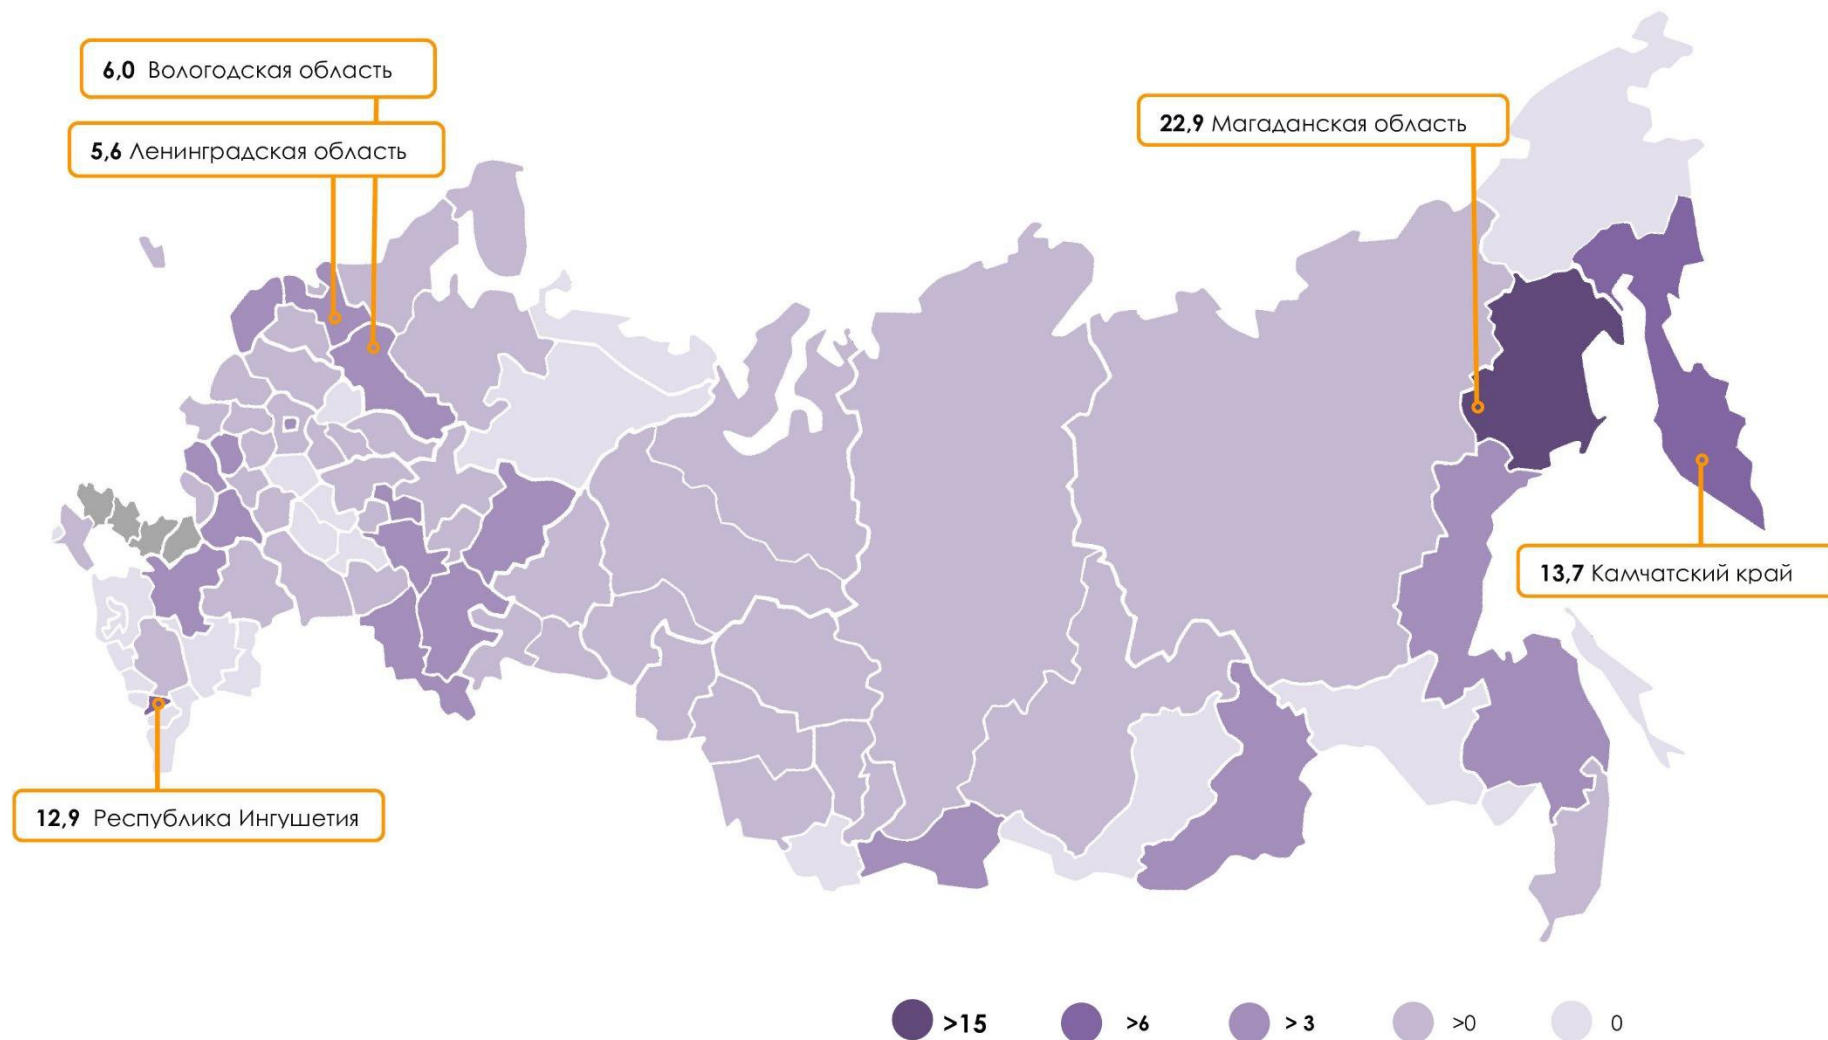 6,0 Вологодская область
5,6 Ленинградская область
22,9 Магаданская область
13,7 Камчатский край
12,9 Республика Ингушетия
>15
>6
> 3
>0
0